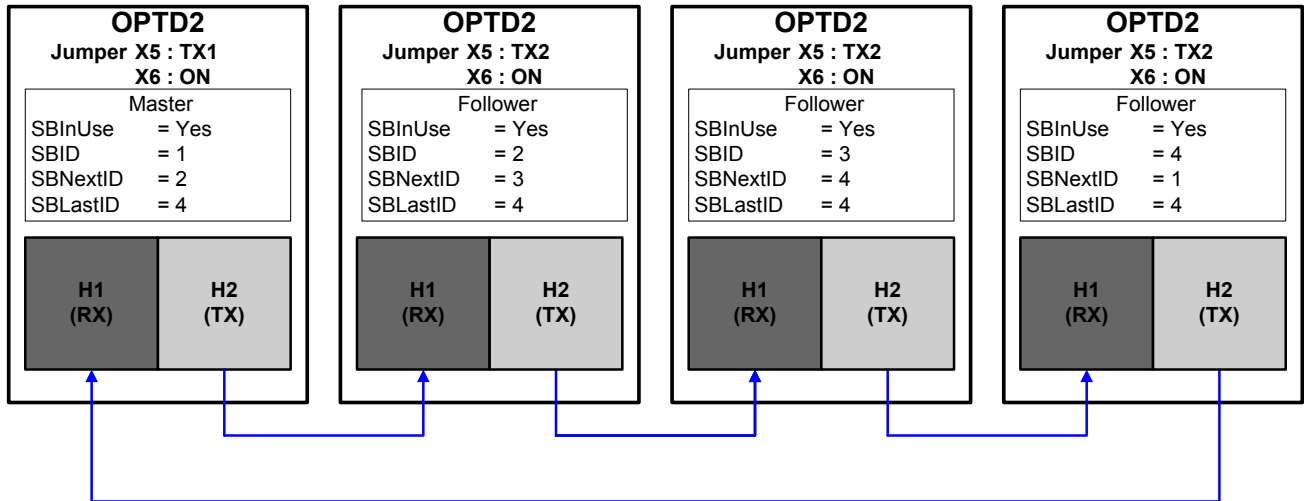 OPTD2
Jumper X5 : TX1
X6 : ON
Master
SBInUse = Yes
SBID = 1
SBNextID = 2
SBLastID = 4
H1
(RX)
H2
(TX)
OPTD2
Jumper X5 : TX2
X6 : ON
Follower
SBInUse = Yes
SBID = 2
SBNextID = 3
SBLastID = 4
H1
(RX)
H2
(TX)
OPTD2
Jumper X5 : TX2
X6 : ON
Follower
SBInUse = Yes
SBID = 3
SBNextID = 4
SBLastID = 4
H1
(RX)
H2
(TX)
OPTD2
Jumper X5 : TX2
X6 : ON
Follower
SBInUse = Yes
SBID = 4
SBNextID = 1
SBLastID = 4
H1
(RX)
H2
(TX)